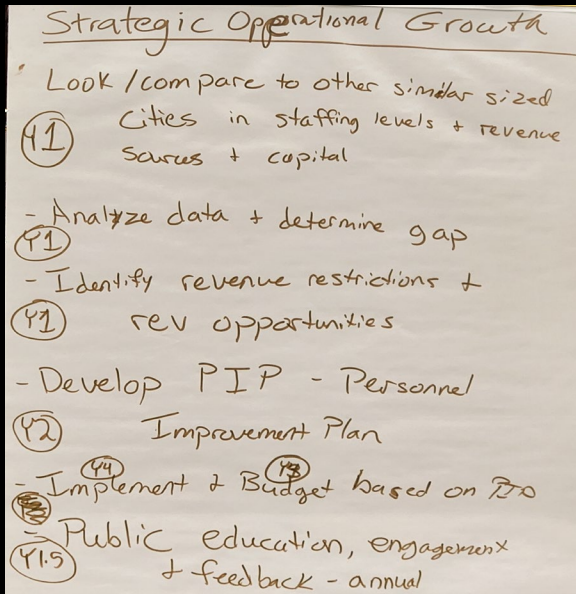 Strategic Opperational Growth
Look / compare to other similar sized
Cities in staffing levels + revenue
Y1
sources + capital
- Analyze data + determine gap
Y1
- Identify revenue restrictions +
Y1 rev opportunities
- Develop PIP - Personnel
Y2 Improvement Plan
Y4 Y3
- Implement + Budget based on
- Public education, engagement
Y1.5 + feedback - annual